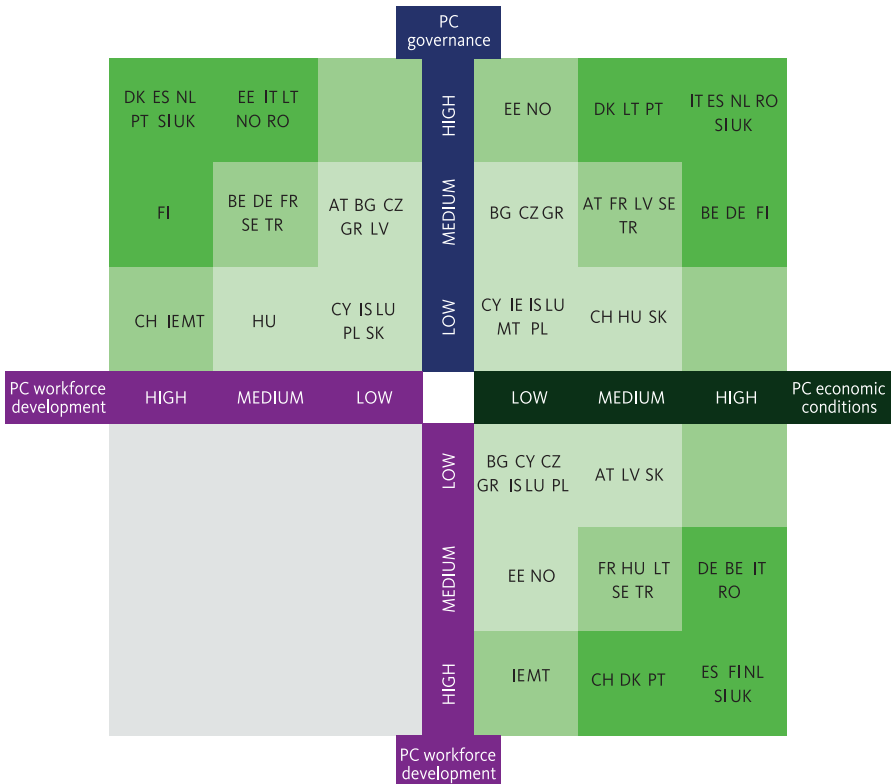 PC
governance
DK ES NL
PT SI UK
EE IT LT
NO RO
HIGH
EE NO
DK LT PT
IT ES NL RO
SI UK
FI
BE DE FR
SE TR
AT BG CZ
GR LV
MEDIUM
BG CZ GR
AT FR LV SE
TR
BE DE FI
CH IE MT
HU
CY IS LU
PL SK
LOW
CY IE IS LU
MT PL
CH HU SK
PC workforce
development
HIGH
MEDIUM
LOW
LOW
MEDIUM
HIGH
PC economic
conditions
LOW
BG CY CZ
GR IS LU PL
AT LV SK
MEDIUM
EE NO
FR HU LT
SE TR
DE BE IT
RO
HIGH
IE MT
CH DK PT
ES FI NL
SI UK
PC workforce
development